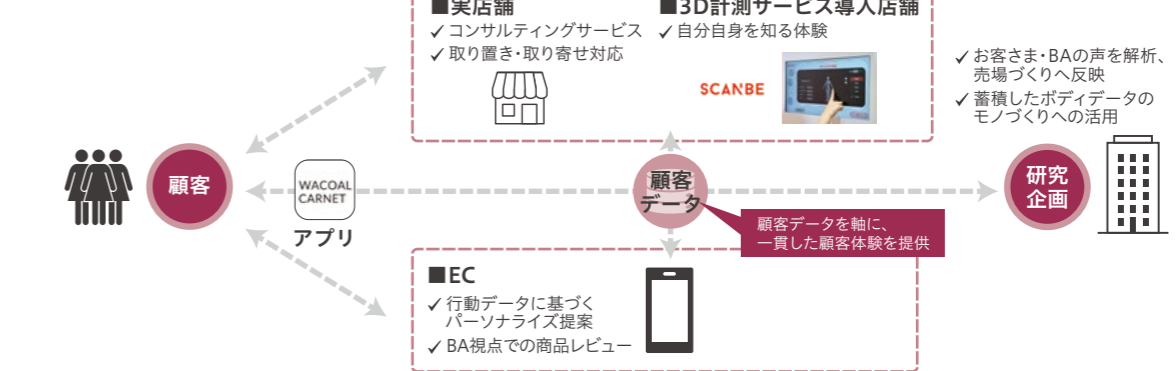 ■実店舗
✓コンサルティングサービス
✓取り置き・取り寄せ対応
■3D計測サービス導入店舗
✓自分自身を知る体験
SCANBE
✓お客さま・BAの声を解析、
売場づくりへ反映
✓蓄積したボディデータの
モノづくりへの活用
顧客
WACOAL
CARNET
アプリ
顧客
データ
顧客データを軸に、
一貫した顧客体験を提供
研究
企画
■EC
✓行動データに基づく
パーソナライズ提案
✓BA視点での商品レビュー